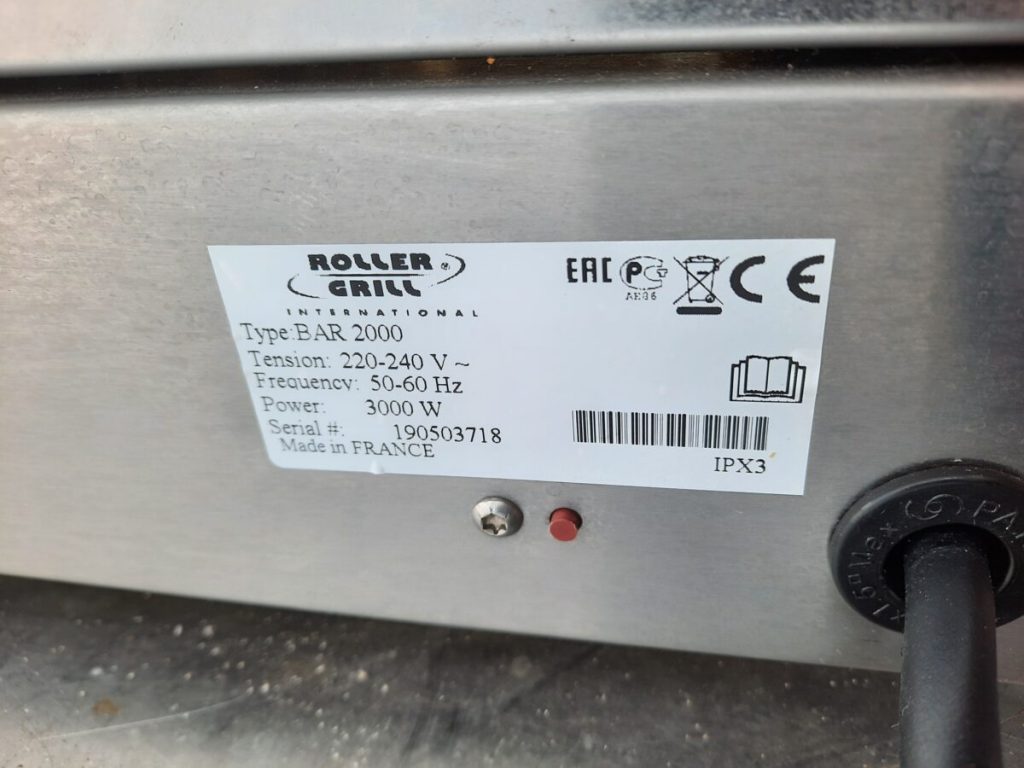 ROLLER
GRILL
INTERNATIONAL
EAC
AE86
CE
Type:BAR 2000
Tension: 220-240 V ~
Frequency: 50-60 Hz
Power: 3000 W
Serial #: 190503718
Made in FRANCE
IPX3